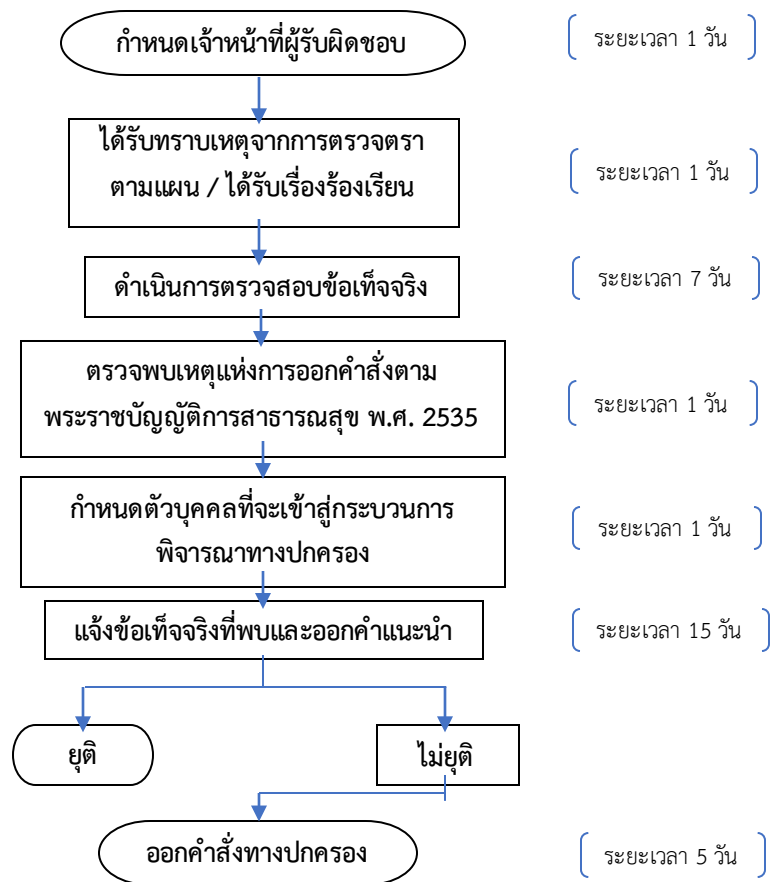 กำหนดเจ้าหน้าที่ผู้รับผิดชอบ
ระยะเวลา 1 วัน
ได้รับทราบเหตุจากการตรวจตรา
ตามแผน / ได้รับเรื่องร้องเรียน
ระยะเวลา 1 วัน
ดำเนินการตรวจสอบข้อเท็จจริง
ระยะเวลา 7 วัน
ตรวจพบเหตุแห่งการออกคำสั่งตาม
พระราชบัญญัติการสาธารณสุข พ.ศ. 2535
ระยะเวลา 1 วัน
กำหนดตัวบุคคลที่จะเข้าสู่กระบวนการ
พิจารณาทางปกครอง
ระยะเวลา 1 วัน
แจ้งข้อเท็จจริงที่พบและออกคำแนะนำ
ระยะเวลา 15 วัน
ยุติ
ไม่ยุติ
ออกคำสั่งทางปกครอง
ระยะเวลา 5 วัน